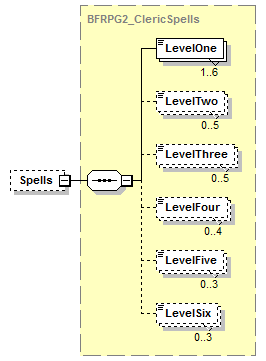 BFRPG2_ClericSpells
LevelOne
1..6
LevelTwo
0..5
LevelThree
0..5
Spells
LevelFour
0..4
LevelFive
0..3
LevelSix
0..3